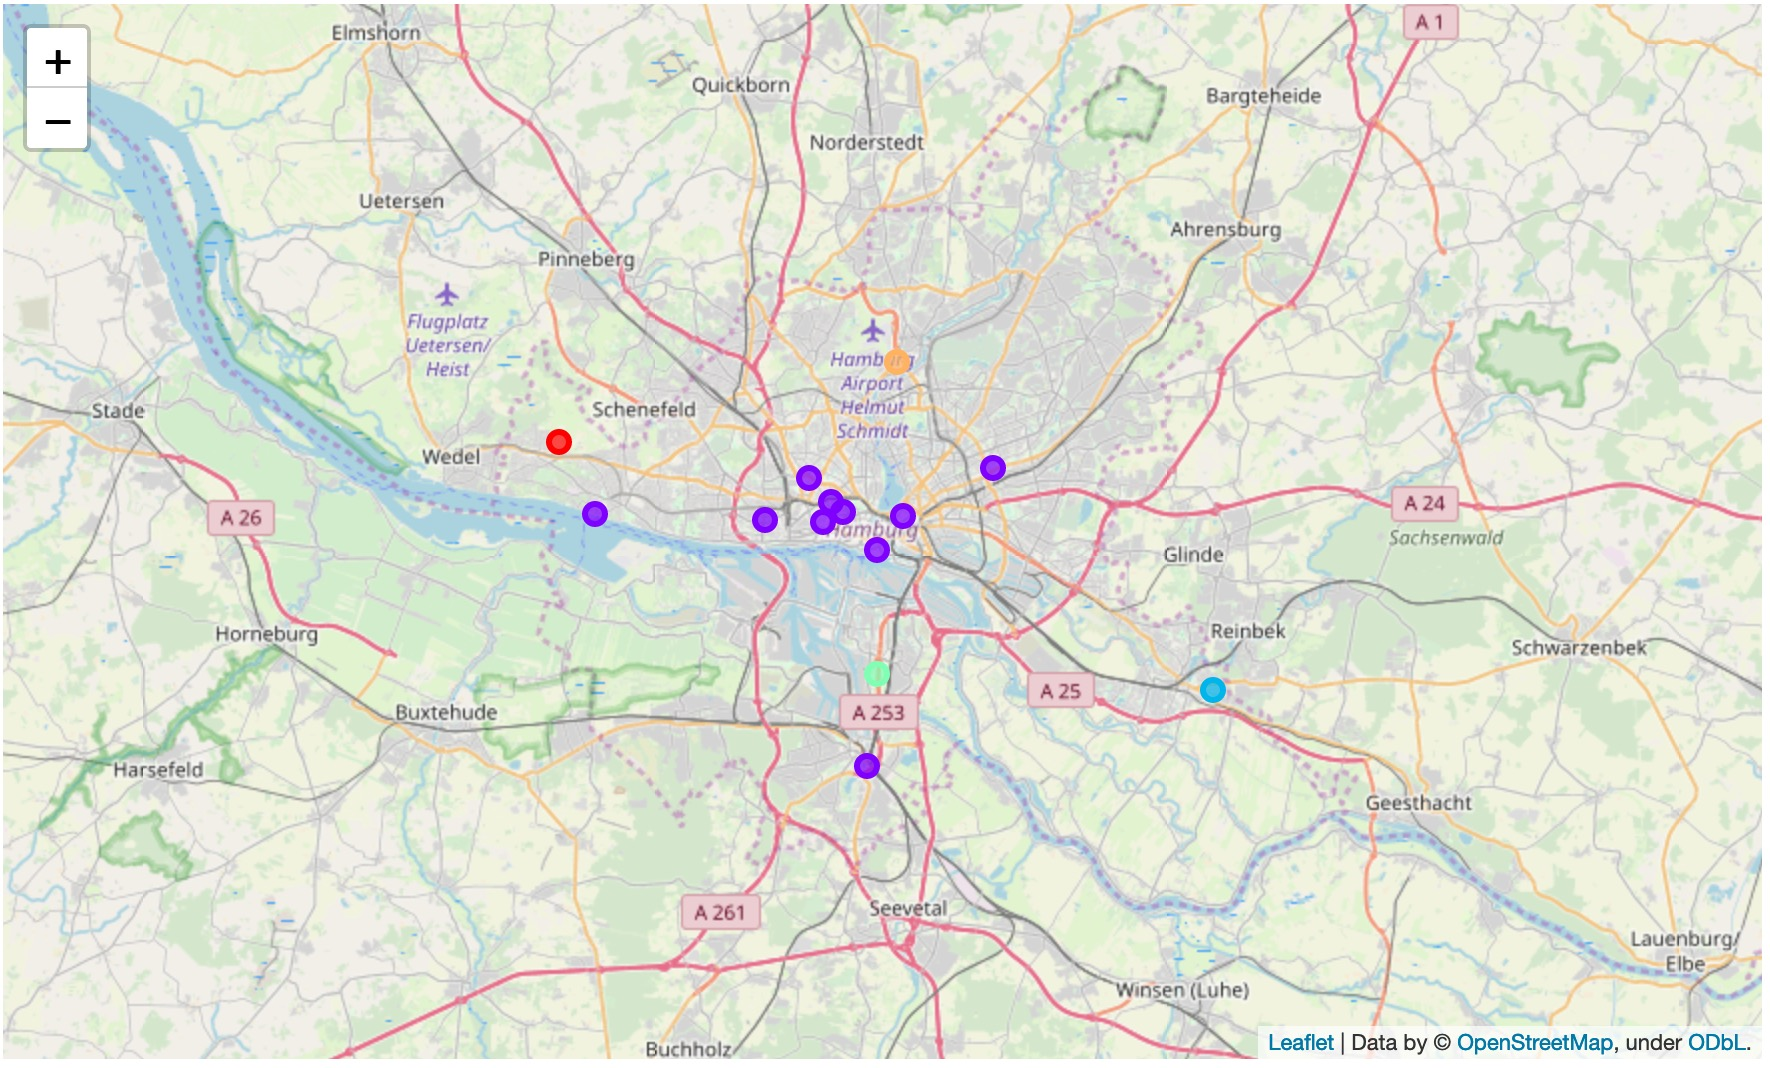 +
−
Elmshorn
A 1
Quickborn
Bargteheide
Norderstedt
Uetersen
Ahrensburg
Pinneberg
Flugplatz
Uetersen/
Heist
Hamburg
Airport
Helmut
Schmidt
Stade
Schenefeld
Wedel
A 26
A 24
Hamburg
Sachsenwald
Glinde
Horneburg
Reinbek
Schwarzenbek
A 25
Buxtehude
A 253
Harsefeld
Geesthacht
A 261
Seevetal
Lauenburg/
Elbe
Winsen (Luhe)
Buchholz
Leaflet | Data by © OpenStreetMap, under ODbL.